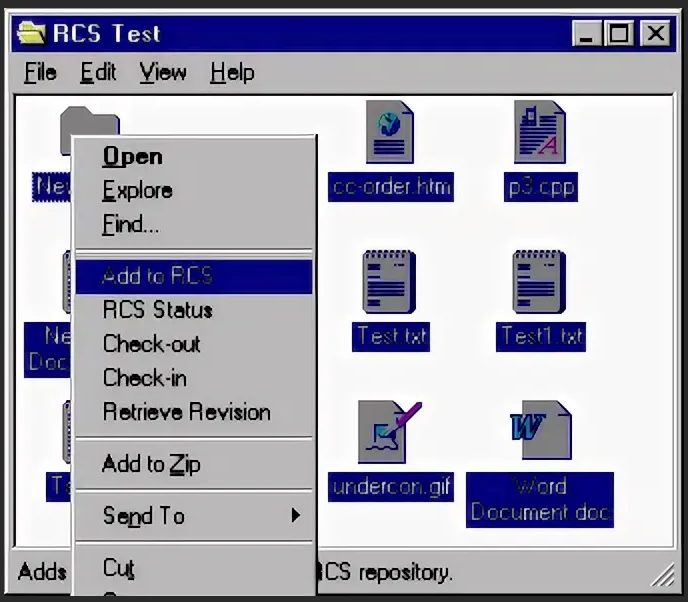 RCS Test
File Edit View Help
Open
Explore
Find...
Add to RCS
RCS Status
Check-out
Check-in
Retrieve Revision
Add to Zip
Send To
Cut
cc-order.htm
p3.cpp
Test.txt
Test1.txt
undercon.gif
Word
Document.doc
Adds
RCS repository.